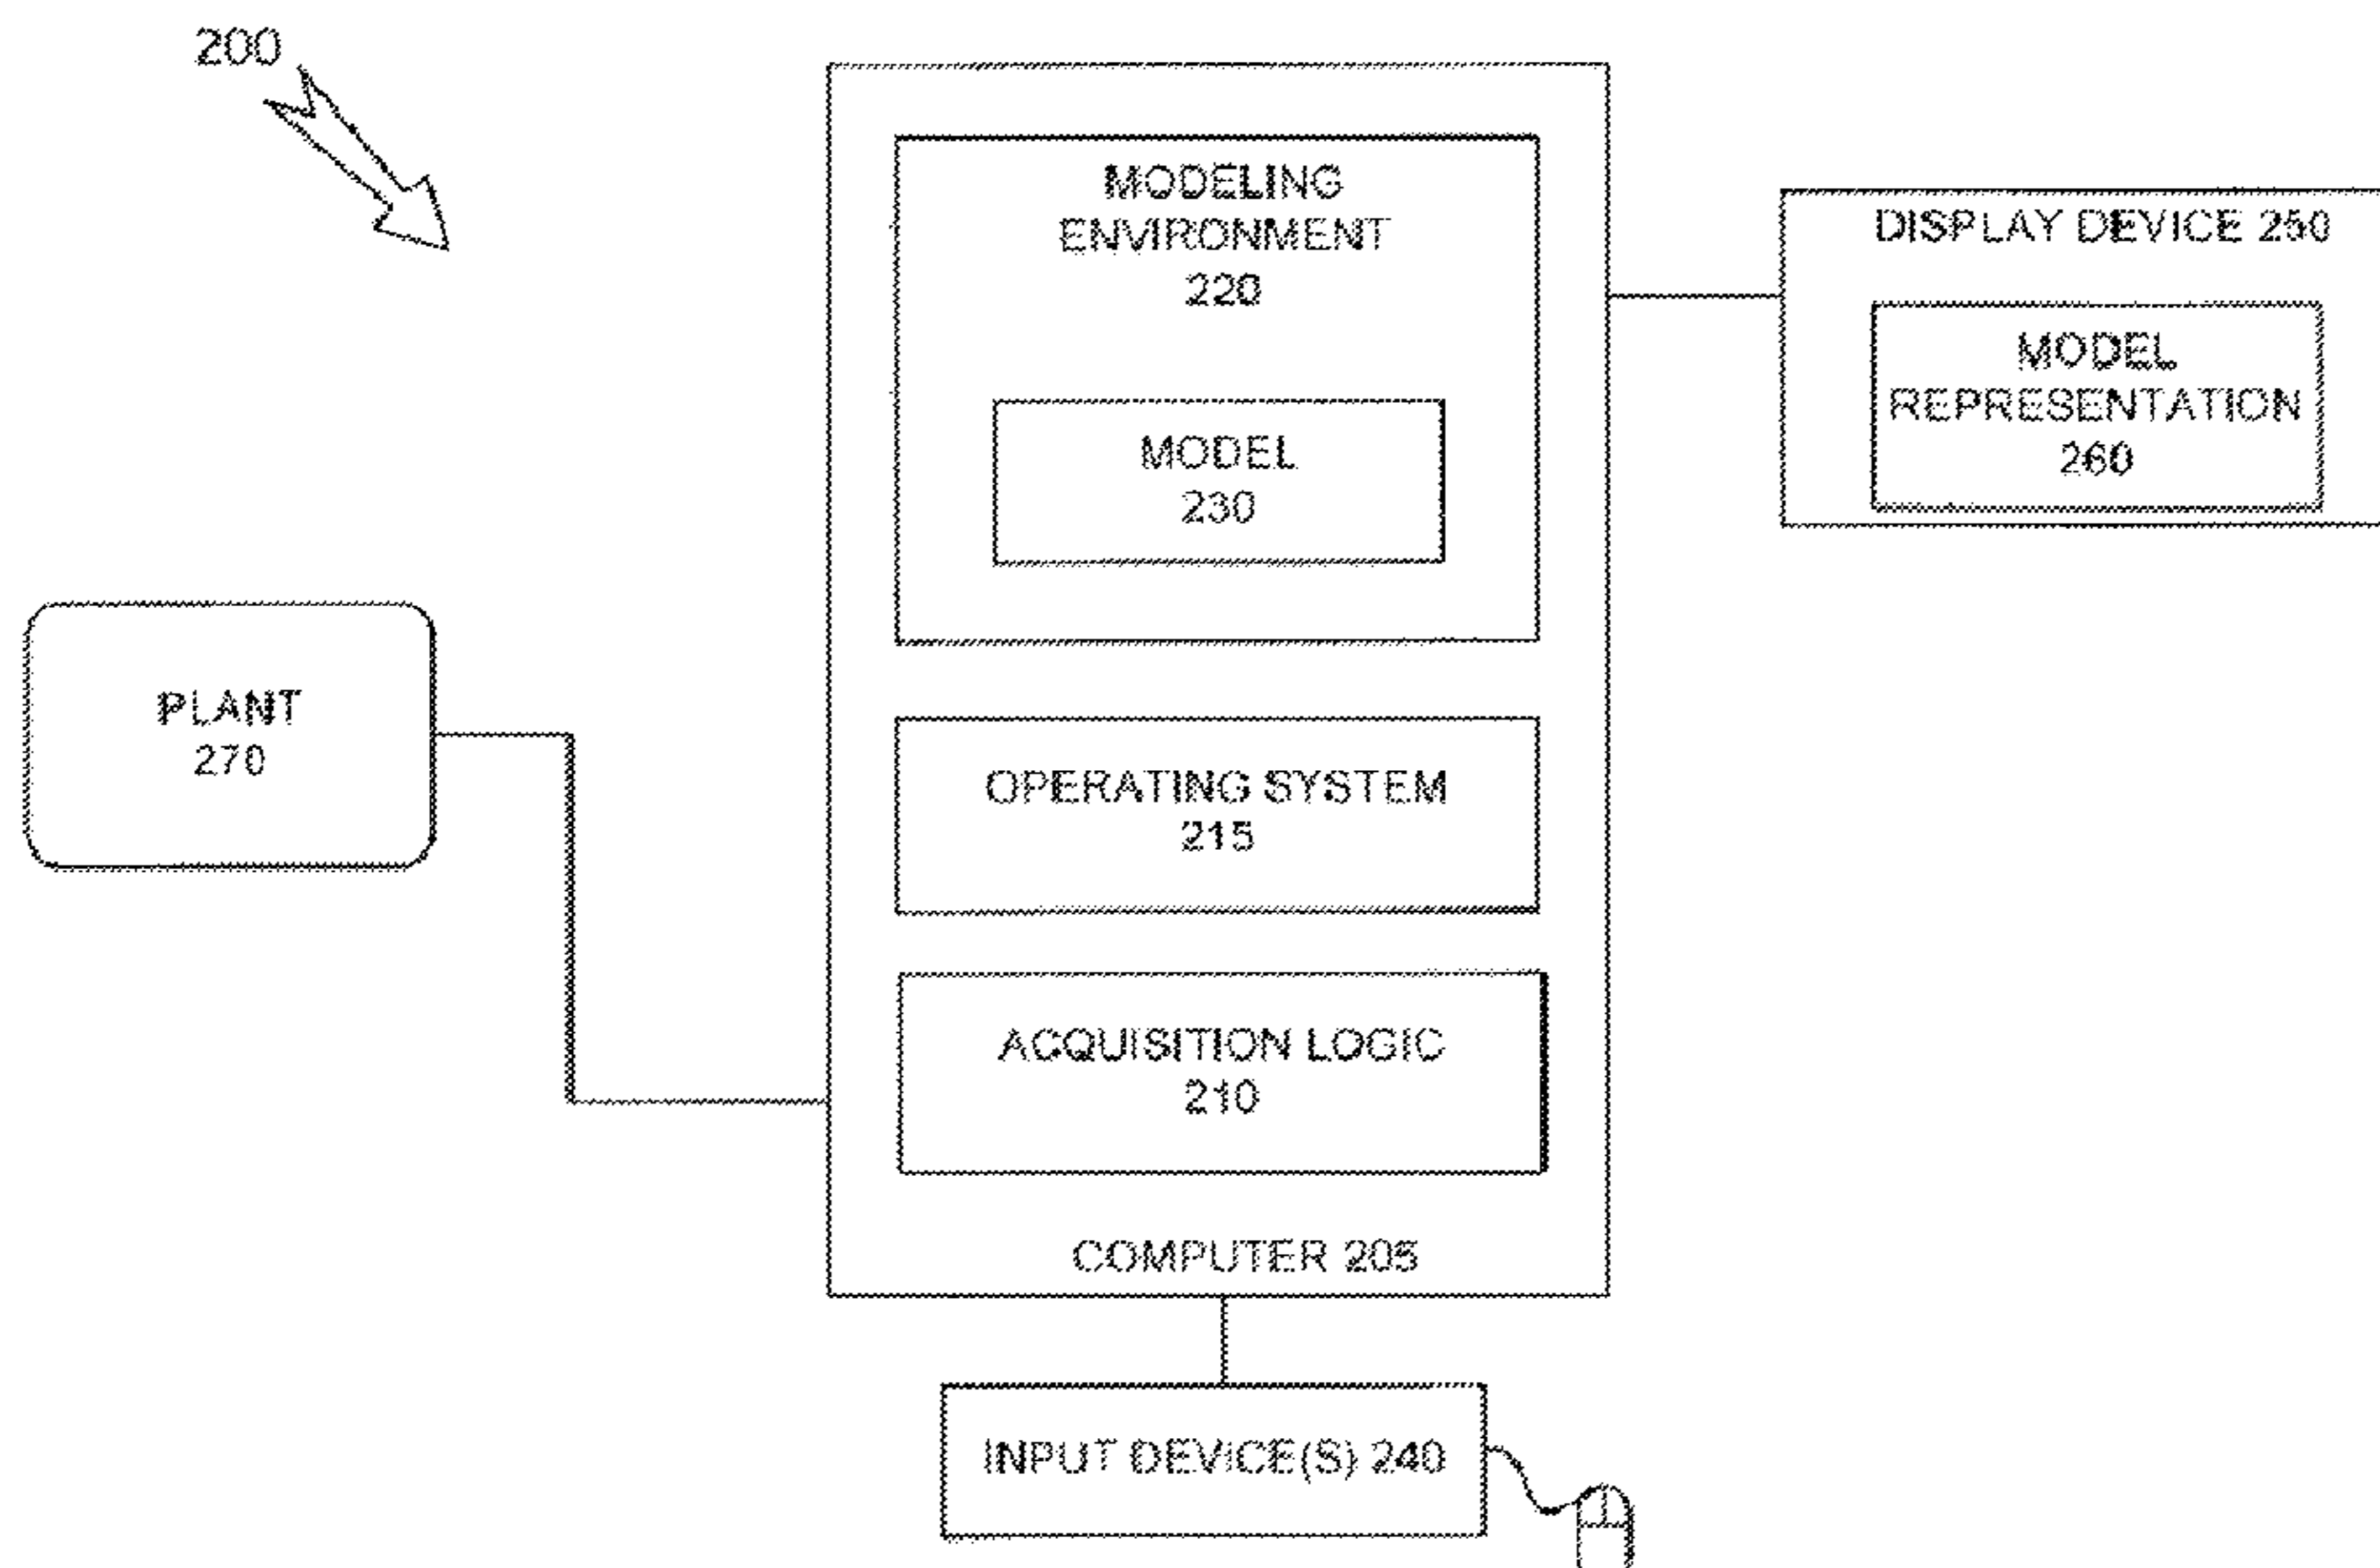 200
MODELING
ENVIRONMENT
220
MODEL
230
DISPLAY DEVICE 250
MODEL
REPRESENTATION
260
PLANT
270
OPERATING SYSTEM
215
ACQUISITION LOGIC
210
COMPUTER 205
INPUT DEVICE(S) 240